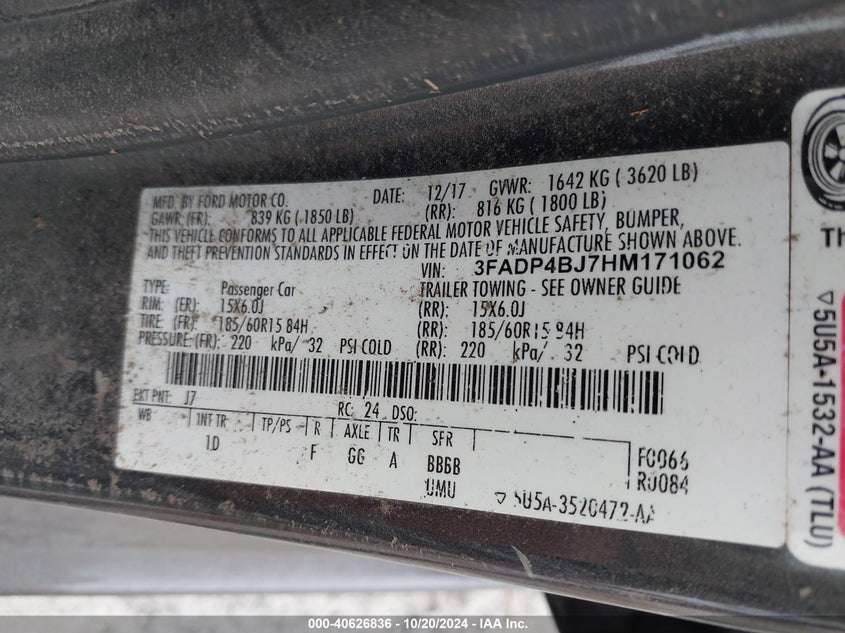 MFD. BY FORD MOTOR CO. DATE: 12/17 GVWR: 1642 KG ( 3620 LB)
GAWR: (FR): 839 KG ( 1850 LB) (RR): 816 KG ( 1800 LB)
THIS VEHICLE CONFORMS TO ALL APPLICABLE FEDERAL MOTOR VEHICLE SAFETY, BUMPER,
AND THEFT PREVENTION STANDARDS IN EFFECT ON THE DATE OF MANUFACTURE SHOWN ABOVE.
VIN: 3FADP4BJ7HM171062
TYPE: Passenger Car TRAILER TOWING - SEE OWNER GUIDE
RIM: (FR): 15X6.0J (RR): 15X6.0J
TIRE: (FR): 185/60R15 84H (RR): 185/60R15 84H
PRESSURE: (FR): 220 kPa/ 32 PSI COLD (RR): 220 kPa/ 32 PSI COLD
EXT PNT: J7 RC: 24 DSO:
WB INT TR TP/PS R AXLE TR SFR
1D F GG A BB6B
UMU
F0066
R0084
▽ 5U5A-3520472-AA
Th
▽5U5A-1532-AA (TLU)
000-40626836 - 10/20/2024 - IAA Inc.